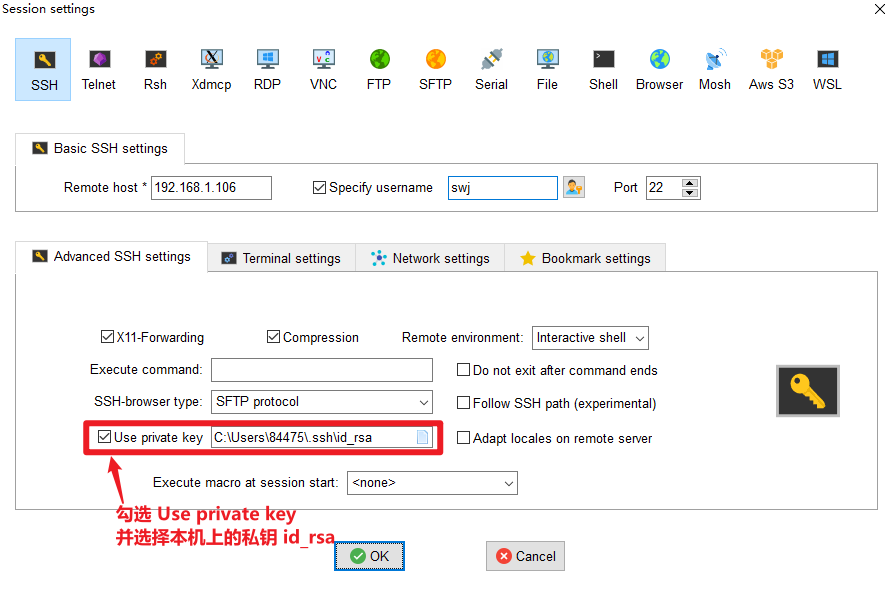 Session settings
SSH Telnet Rsh Xdmcp RDP VNC FTP SFTP Serial File Shell Browser Mosh Aws S3 WSL
Basic SSH settings
Remote host * 192.168.1.106 Specify username swj Port 22
Advanced SSH settings Terminal settings Network settings Bookmark settings
X11-Forwarding Compression Remote environment: Interactive shell
Execute command: Do not exit after command ends
SSH-browser type: SFTP protocol Follow SSH path (experimental)
Use private key C:\Users\84475\.ssh\id_rsa Adapt locales on remote server
Execute macro at session start: <none>
勾选 Use private key
并选择本机上的私钥 id_rsa
OK Cancel